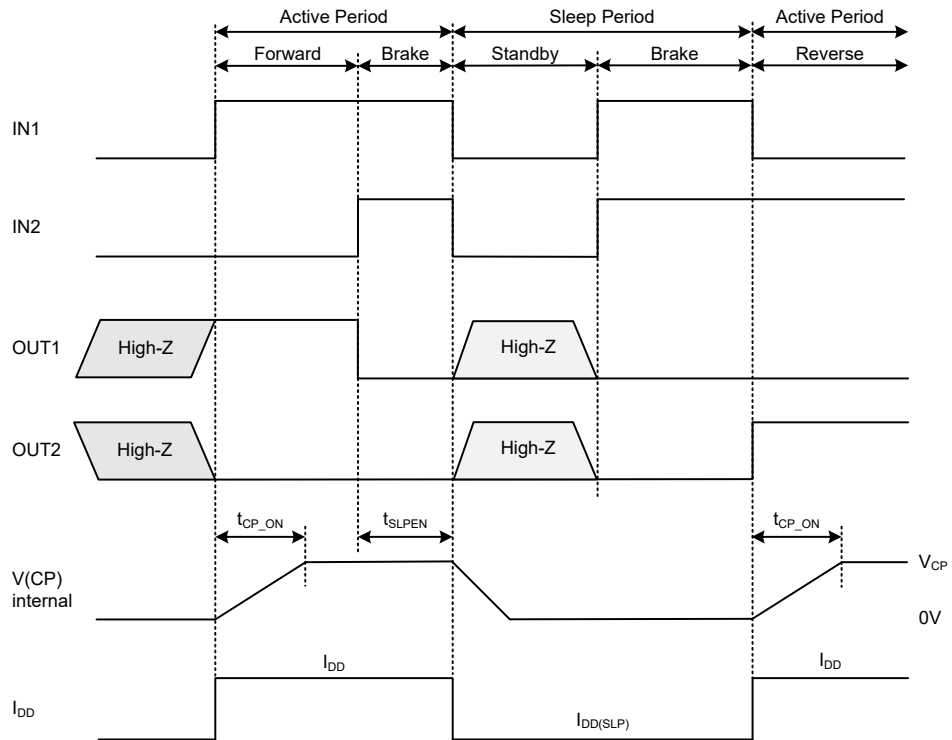 Active Period Sleep Period Active Period
Forward Brake Standby Brake Reverse
IN1
IN2
OUT1 High-Z High-Z
OUT2 High-Z High-Z
tCP_ON tSLPEN tCP_ON
V(CP) internal VCP
0V
IDD IDD
IDD IDD(SLP)